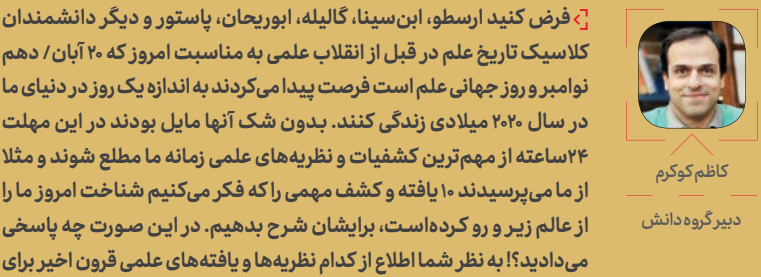 فرض کنید ارسطو، ابن‌سینا، گالیله، ابوریحان، پاستور و دیگر دانشمندان
کلاسیک تاریخ علم در قبل از انقلاب علمی به مناسبت امروز که ۲۰ آبان/ دهم
نوامبر و روز جهانی علم است فرصت پیدا می‌کردند به اندازه یک روز در دنیای ما
در سال ۲۰۲۰ میلادی زندگی کنند. بدون شک آنها مایل بودند در این مهلت
۲۴ساعته از مهم‌ترین کشفیات و نظریه‌های علمی زمانه ما مطلع شوند و مثلا
از ما می‌پرسیدند ۱۰ یافته و کشف مهمی را که فکر می‌کنیم شناخت امروز ما را
از عالم زیر و رو کرده‌است، برایشان شرح بدهیم. در این صورت چه پاسخی
می‌دادید؟! به نظر شما اطلاع از کدام نظریه‌ها و یافته‌های علمی قرون اخیر برای
کاظم کوکرم
دبیر گروه دانش